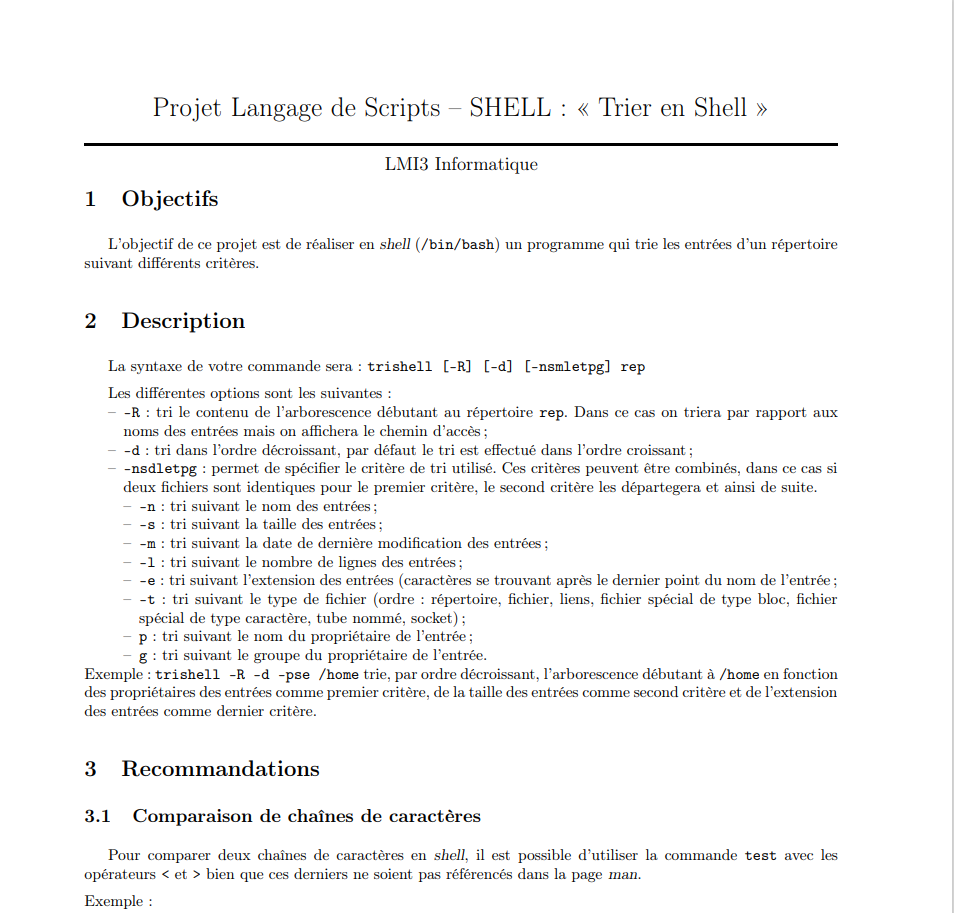 Projet Langage de Scripts – SHELL : « Trier en Shell »
LMI3 Informatique
1 Objectifs
L'objectif de ce projet est de réaliser en shell (/bin/bash) un programme qui trie les entrées d'un répertoire
suivant différents critères.
2 Description
La syntaxe de votre commande sera : trishell [-R] [-d] [-nsmletpg] rep
Les différentes options sont les suivantes :
– -R : tri le contenu de l'arborescence débutant au répertoire rep. Dans ce cas on triera par rapport aux
noms des entrées mais on affichera le chemin d'accès ;
– -d : tri dans l'ordre décroissant, par défaut le tri est effectué dans l'ordre croissant ;
– -nsdletpg : permet de spécifier le critère de tri utilisé. Ces critères peuvent être combinés, dans ce cas si
deux fichiers sont identiques pour le premier critère, le second critère les départegera et ainsi de suite.
– -n : tri suivant le nom des entrées ;
– -s : tri suivant la taille des entrées ;
– -m : tri suivant la date de dernière modification des entrées ;
– -l : tri suivant le nombre de lignes des entrées ;
– -e : tri suivant l'extension des entrées (caractères se trouvant après le dernier point du nom de l'entrée ;
– -t : tri suivant le type de fichier (ordre : répertoire, fichier, liens, fichier spécial de type bloc, fichier
spécial de type caractère, tube nommé, socket) ;
– p : tri suivant le nom du propriétaire de l'entrée ;
– g : tri suivant le groupe du propriétaire de l'entrée.
Exemple : trishell -R -d -pse /home trie, par ordre décroissant, l'arborescence débutant à /home en fonction
des propriétaires des entrées comme premier critère, de la taille des entrées comme second critère et de l'extension
des entrées comme dernier critère.
3 Recommandations
3.1 Comparaison de chaînes de caractères
Pour comparer deux chaînes de caractères en shell, il est possible d'utiliser la commande test avec les
opérateurs < et > bien que ces derniers ne soient pas référencés dans la page man.
Exemple :